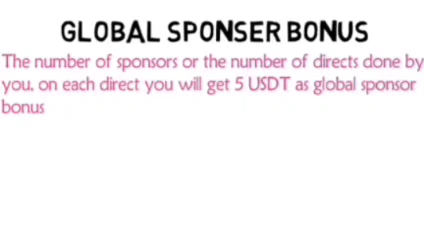 GLOBAL SPONSER BONUS
The number of sponsors or the number of directs done by
you, on each direct you will get 5 USDT as global sponsor
bonus